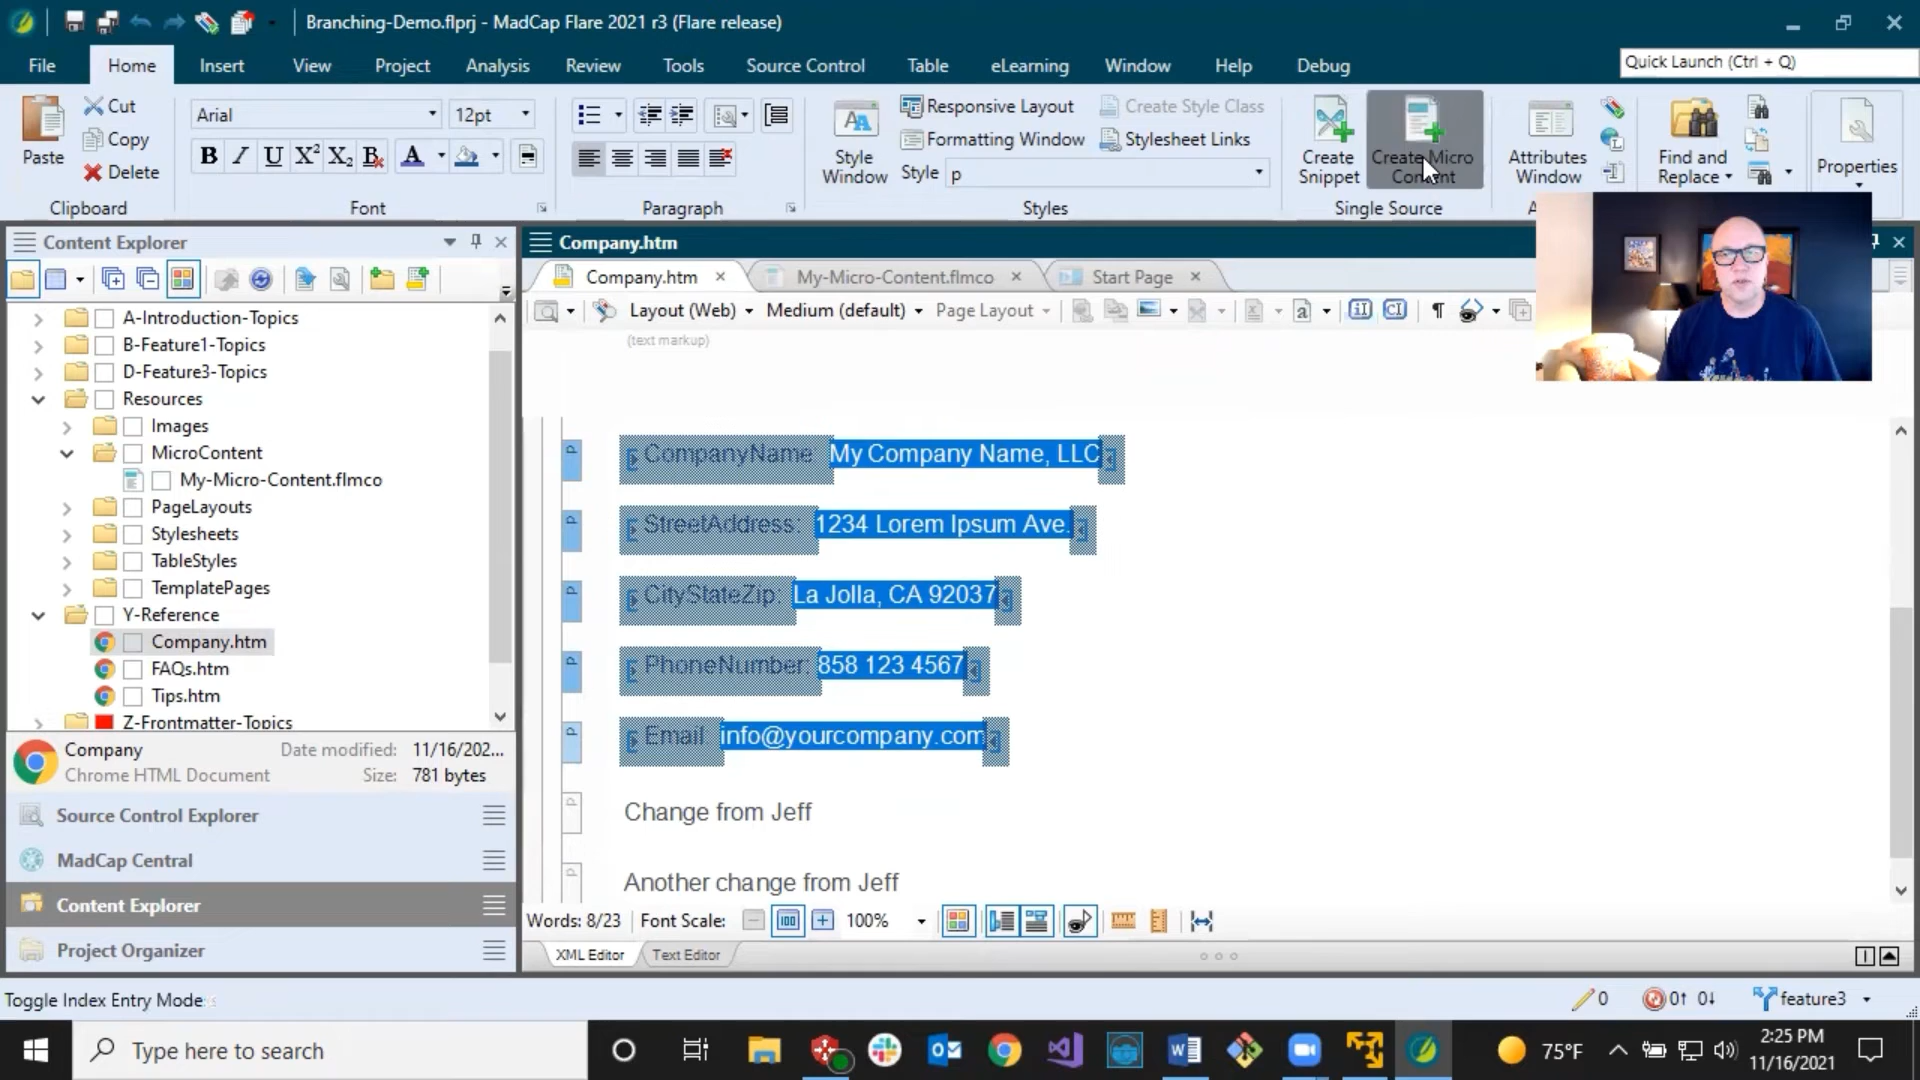 Branching-Demo.flprj - MadCap Flare 2021 r3 (Flare release)
File Home Insert View Project Analysis Review Tools Source Control Table eLearning Window Help Debug
Quick Launch (Ctrl + Q)
Paste
Cut
Copy
Delete
Clipboard
Arial
12pt
B I U X² X₂ B A
Font
Paragraph
Style Window
Responsive Layout
Formatting Window
Style p
Create Style Class
Stylesheet Links
Styles
Create Snippet
Create Micro Content
Single Source
Attributes Window
Find and Replace
Properties
Content Explorer
A-Introduction-Topics
B-Feature1-Topics
D-Feature3-Topics
Resources
Images
MicroContent
My-Micro-Content.flmco
PageLayouts
Stylesheets
TableStyles
TemplatePages
Y-Reference
Company.htm
FAQs.htm
Tips.htm
Z-Frontmatter-Topics
Company Date modified: 11/16/202...
Chrome HTML Document Size: 781 bytes
Source Control Explorer
MadCap Central
Content Explorer
Project Organizer
Company.htm
Company.htm My-Micro-Content.flmco Start Page
Layout (Web) Medium (default) Page Layout
(text markup)
CompanyName: My Company Name, LLC
StreetAddress: 1234 Lorem Ipsum Ave.
CityStateZip: La Jolla, CA 92037
PhoneNumber: 858 123 4567
Email: info@yourcompany.com
Change from Jeff
Another change from Jeff
Words: 8/23 Font Scale: 100%
XML Editor Text Editor
Toggle Index Entry Mode
0 0 0 feature3
Type here to search
75°F
2:25 PM
11/16/2021